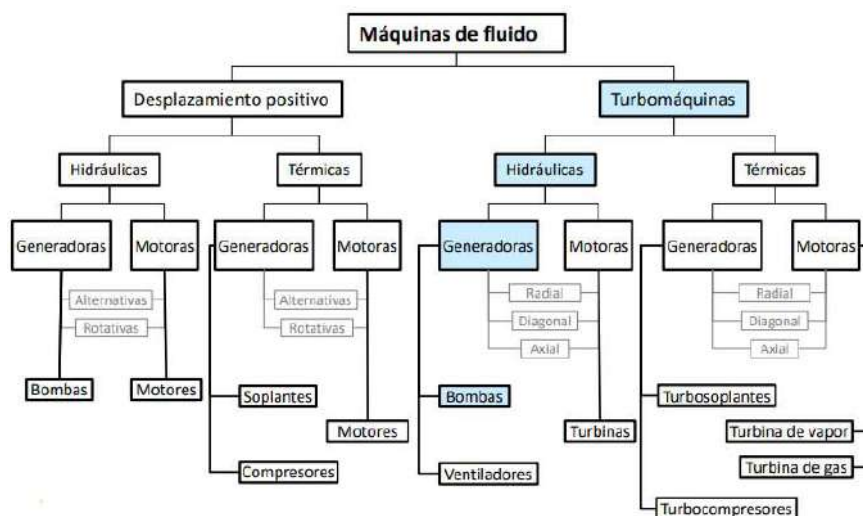 Máquinas de fluido
Desplazamiento positivo
Turbomáquinas
Hidráulicas
Térmicas
Hidráulicas
Térmicas
Generadoras
Motoras
Generadoras
Motoras
Generadoras
Motoras
Generadoras
Motoras
Alternativas
Rotativas
Alternativas
Rotativas
Radial
Diagonal
Axial
Radial
Diagonal
Axial
Bombas
Motores
Soplantes
Motores
Compresores
Bombas
Turbinas
Ventiladores
Turbosoplantes
Turbina de vapor
Turbina de gas
Turbocompresores